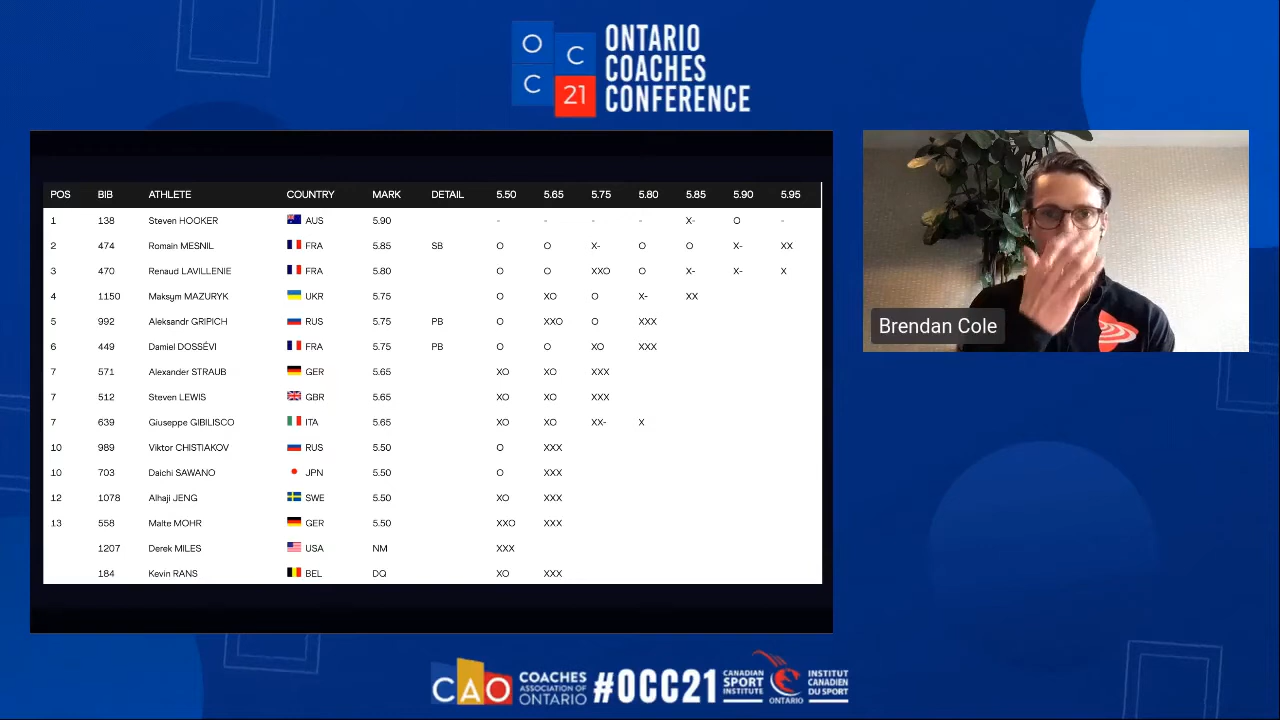 O C C 21
ONTARIO
COACHES
CONFERENCE
POS BIB ATHLETE COUNTRY MARK DETAIL 5.50 5.65 5.75 5.80 5.85 5.90 5.95
1 138 Steven HOOKER AUS 5.90 - - - - X- O -
2 474 Romain MESNIL FRA 5.85 SB O O X- O O X- XX
3 470 Renaud LAVILLENIE FRA 5.80 O O XXO O X- X- X
4 1150 Maksym MAZURYK UKR 5.75 O XO O X- XX
5 992 Aleksandr GRIPICH RUS 5.75 PB O XXO O XXX
6 449 Damiel DOSSÉVI FRA 5.75 PB O O XO XXX
7 571 Alexander STRAUB GER 5.65 XO XO XXX
7 512 Steven LEWIS GBR 5.65 XO XO XXX
7 639 Giuseppe GIBILISCO ITA 5.65 XO XO XX- X
10 989 Viktor CHISTIAKOV RUS 5.50 O XXX
10 703 Daichi SAWANO JPN 5.50 O XXX
12 1078 Alhaji JENG SWE 5.50 XO XXX
13 558 Malte MOHR GER 5.50 XXO XXX
1207 Derek MILES USA NM XXX
184 Kevin RANS BEL DQ XO XXX
Brendan Cole
CAO
COACHES
ASSOCIATION OF
ONTARIO
#OCC21
CANADIAN
SPORT
INSTITUTE
ONTARIO
INSTITUT
CANADIEN
DU SPORT